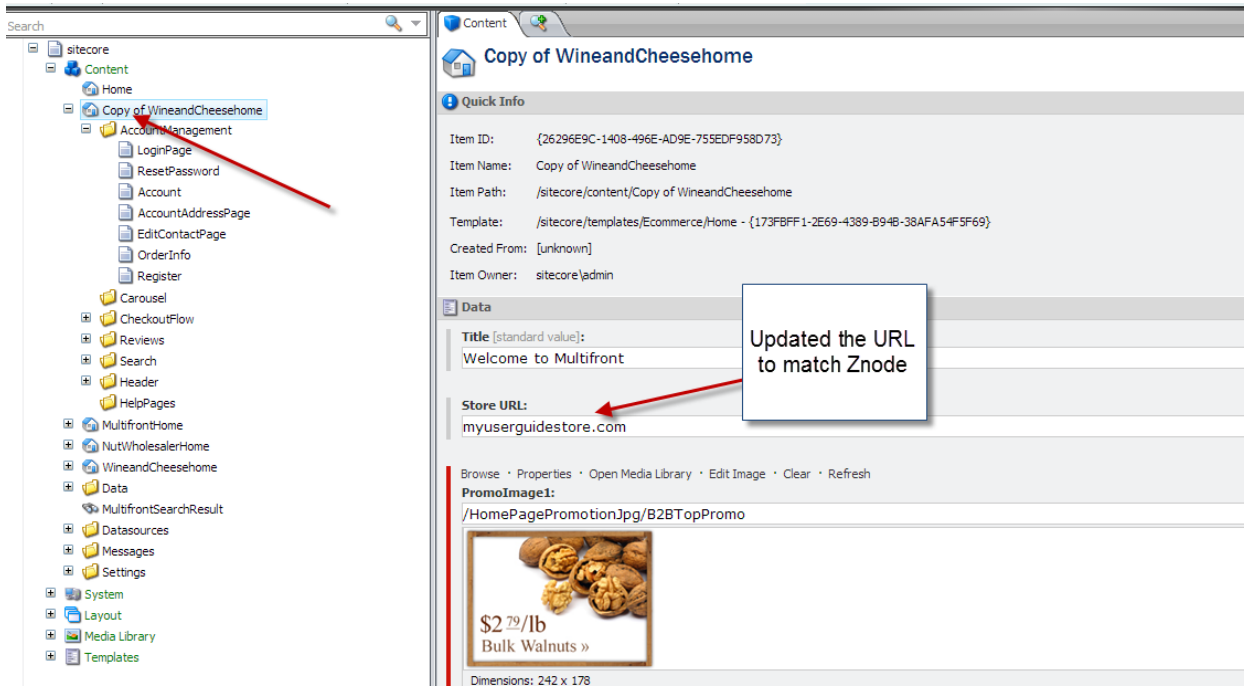 Search
sitecore
Content
Home
Copy of WineandCheesehome
AccountManagement
LoginPage
ResetPassword
Account
AccountAddressPage
EditContactPage
OrderInfo
Register
Carousel
CheckoutFlow
Reviews
Search
Header
HelpPages
MultifrontHome
NutWholesalerHome
WineandCheesehome
Data
MultifrontSearchResult
Datasources
Messages
Settings
System
Layout
Media Library
Templates
Content
Copy of WineandCheesehome
Quick Info
Item ID: {26296E9C-1408-496E-AD9E-755EDF958D73}
Item Name: Copy of WineandCheesehome
Item Path: /sitecore/content/Copy of WineandCheesehome
Template: /sitecore/templates/Ecommerce/Home - {173FBFF1-2E69-4389-B94B-38AFA54F5F69}
Created From: [unknown]
Item Owner: sitecore\admin
Data
Title [standard value]:
Welcome to Multifront
Updated the URL
to match Znode
Store URL:
myuserguidestore.com
Browse · Properties · Open Media Library · Edit Image · Clear · Refresh
PromoImage1:
/HomePagePromotionJpg/B2BTopPromo
$2 79/lb
Bulk Walnuts »
Dimensions: 242 x 178